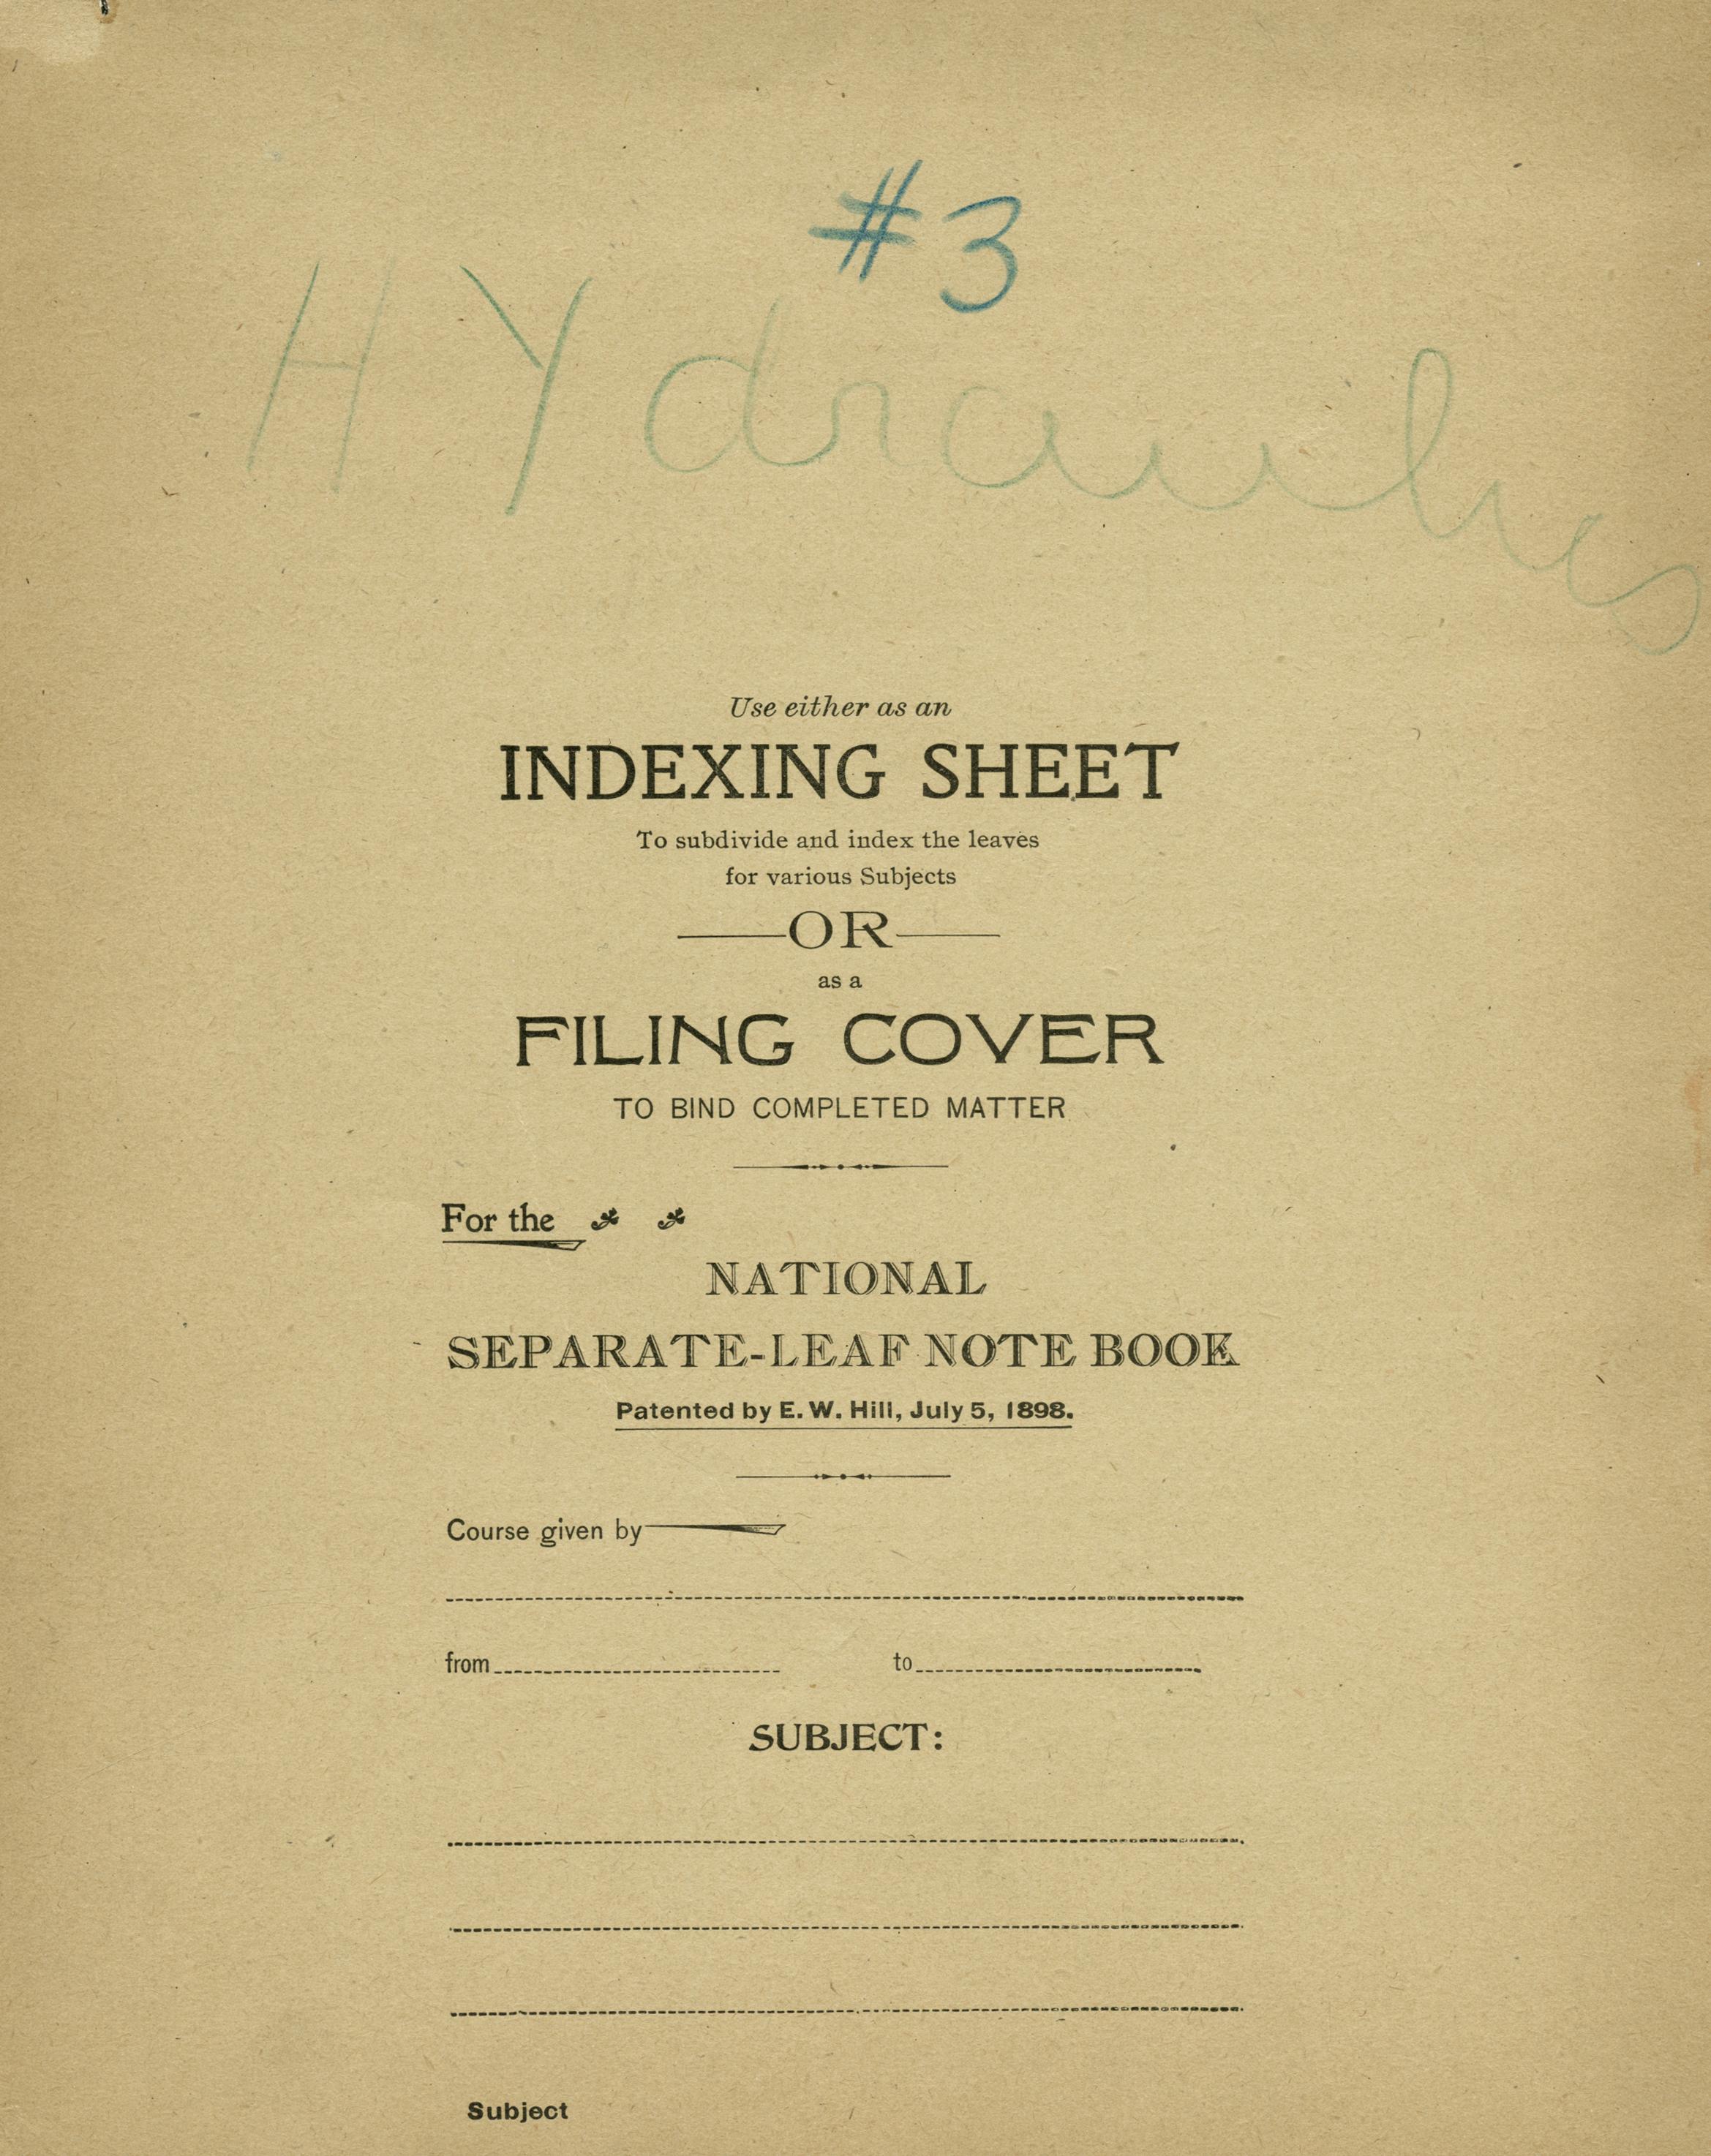 #3
HYdraulics
Use either as an
INDEXING SHEET
To subdivide and index the leaves
for various Subjects
OR
as a
FILING COVER
TO BIND COMPLETED MATTER
For the
NATIONAL
SEPARATE-LEAF NOTE BOOK
Patented by E. W. Hill, July 5, 1898.
Course given by
from to
SUBJECT:
Subject